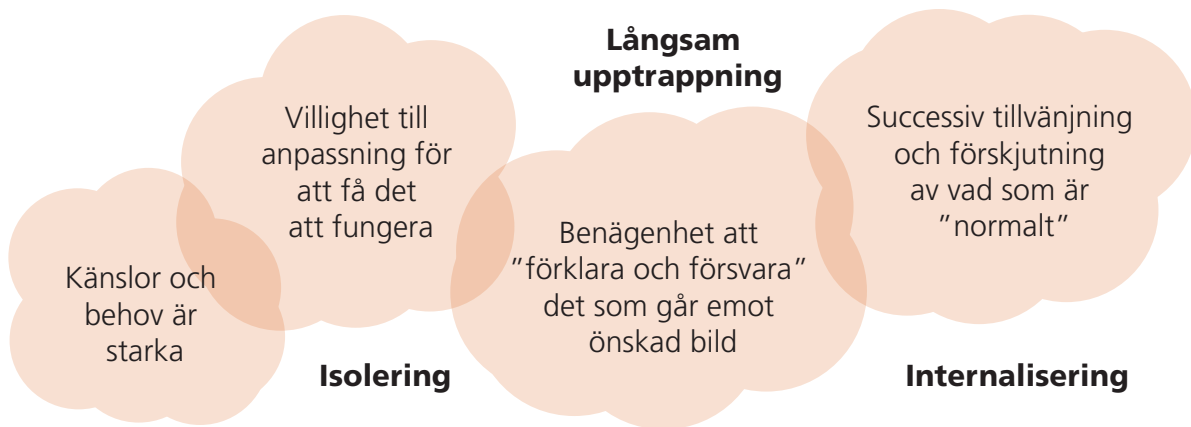 Känslor och
behov är
starka
Villighet till
anpassning för
att få det
att fungera
Isolering
Långsam
upptrappning
Benägenhet att
”förklara och försvara”
det som går emot
önskad bild
Successiv tillvänjning
och förskjutning
av vad som är
”normalt”
Internalisering